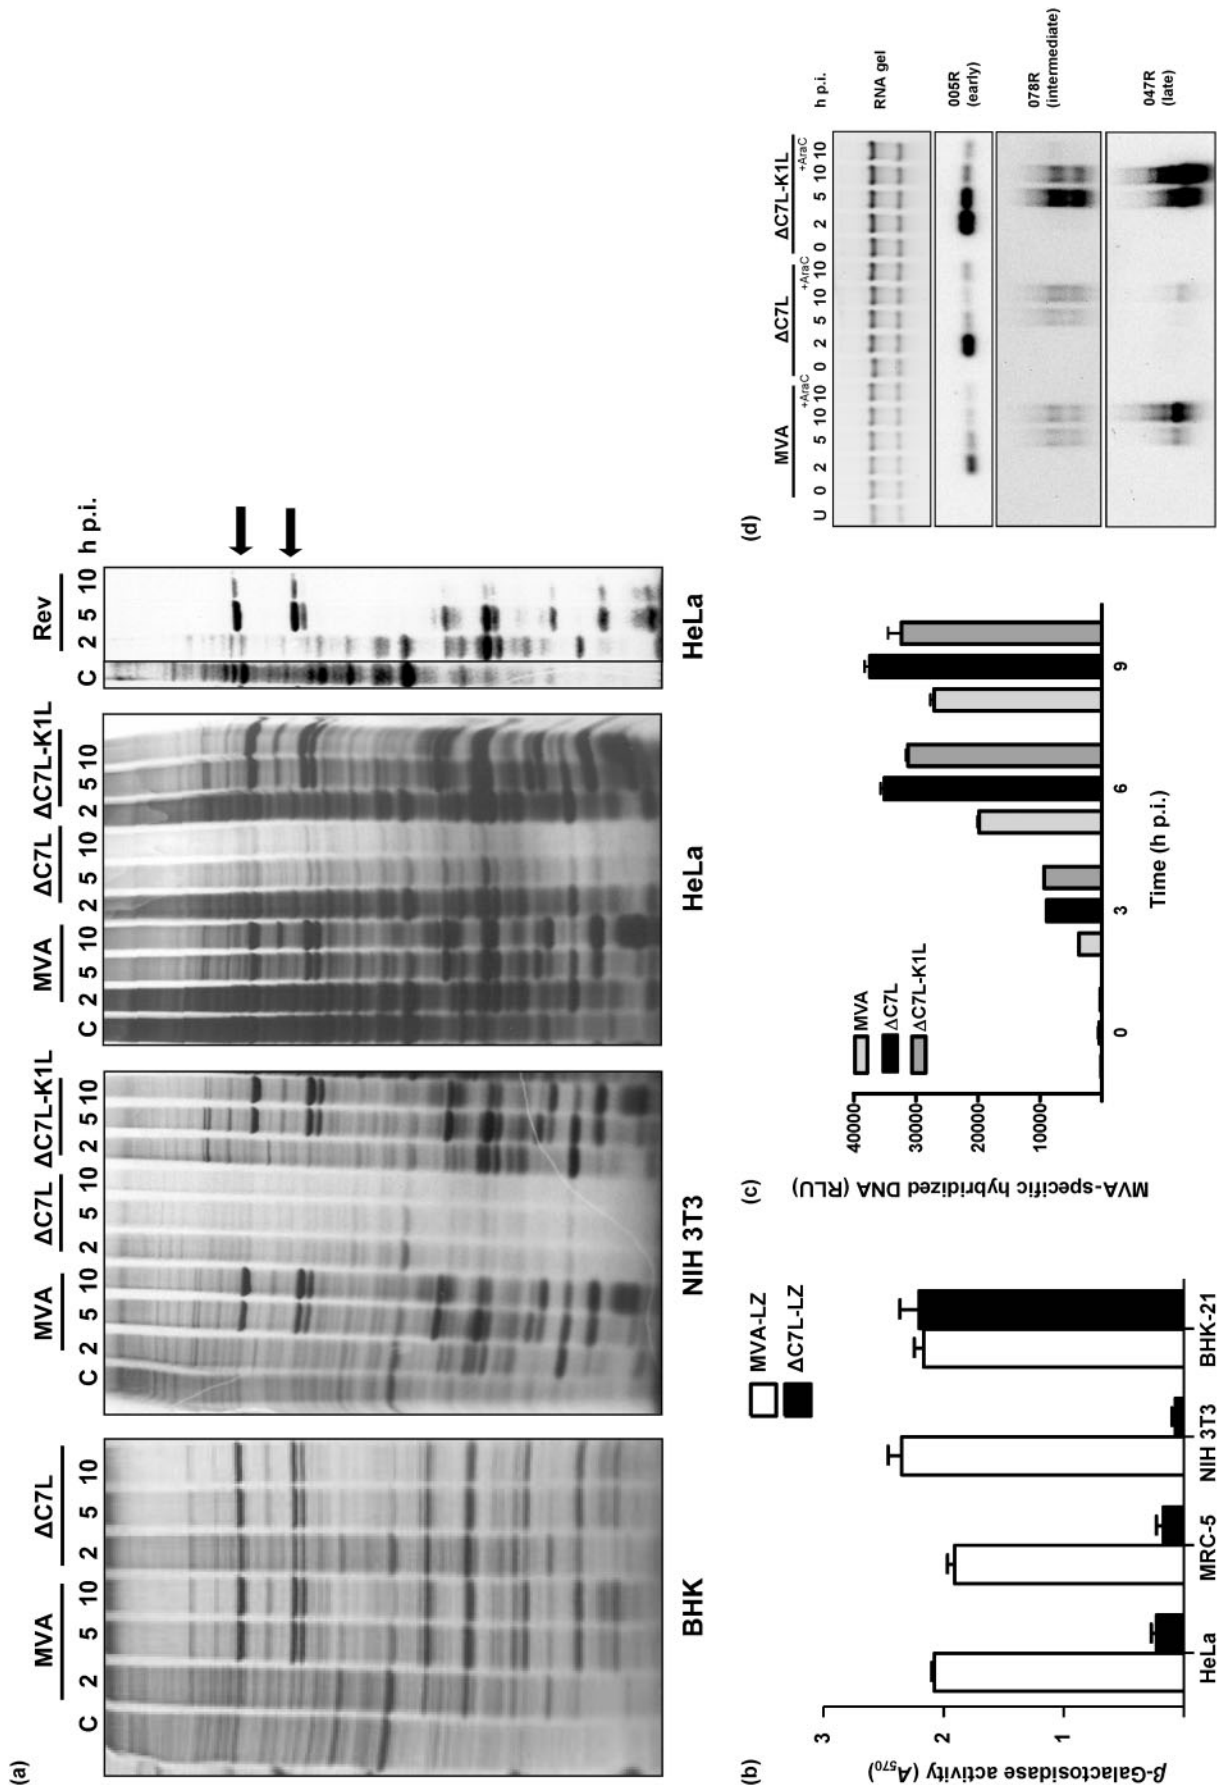 (a)
MVA ΔC7L
C 2 5 10 2 5 10
BHK
MVA ΔC7L ΔC7L-K1L
C 2 5 10 2 5 10 2 5 10
NIH 3T3
MVA ΔC7L ΔC7L-K1L
C 2 5 10 2 5 10 2 5 10
HeLa
Rev
C 2 5 10 h p.i.
HeLa
(b)
β-Galactosidase activity (A570)
3
2
1
MVA-LZ
ΔC7L-LZ
HeLa MRC-5 NIH 3T3 BHK-21
(c)
MVA-specific hybridized DNA (RLU)
40000
30000
20000
10000
MVA
ΔC7L
ΔC7L-K1L
0 3 6 9
Time (h p.i.)
(d)
MVA ΔC7L ΔC7L-K1L
+AraC +AraC +AraC
U 0 2 5 10 10 0 2 5 10 10 0 2 5 10 10 h p.i.
RNA gel
005R
(early)
078R
(intermediate)
047R
(late)